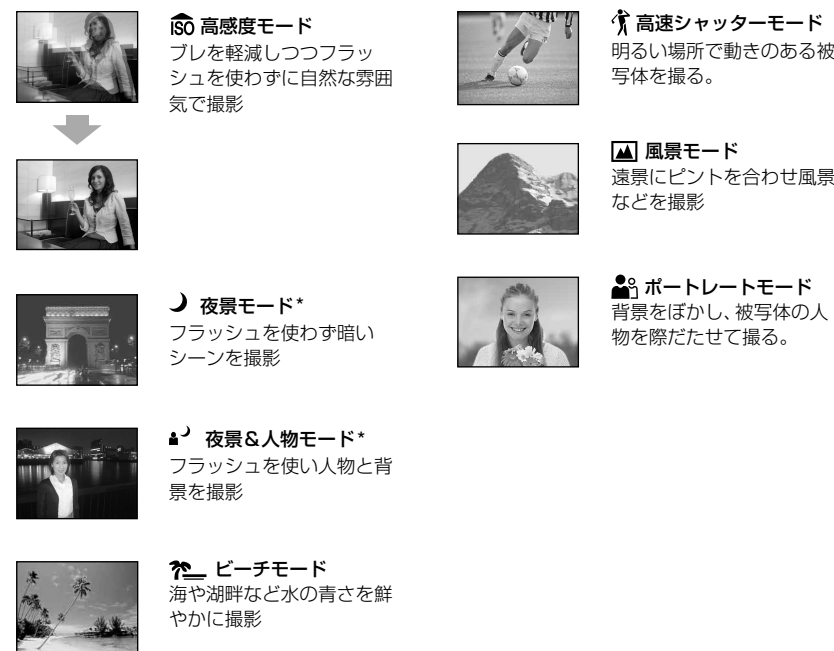 ISO 高感度モード
ブレを軽減しつつフラッ
シュを使わずに自然な雰囲
気で撮影
夜景モード*
フラッシュを使わず暗い
シーンを撮影
夜景&人物モード*
フラッシュを使い人物と背
景を撮影
ビーチモード
海や湖畔など水の青さを鮮
やかに撮影
高速シャッターモード
明るい場所で動きのある被
写体を撮る。
風景モード
遠景にピントを合わせ風景
などを撮影
ポートレートモード
背景をぼかし、被写体の人
物を際だたせて撮る。